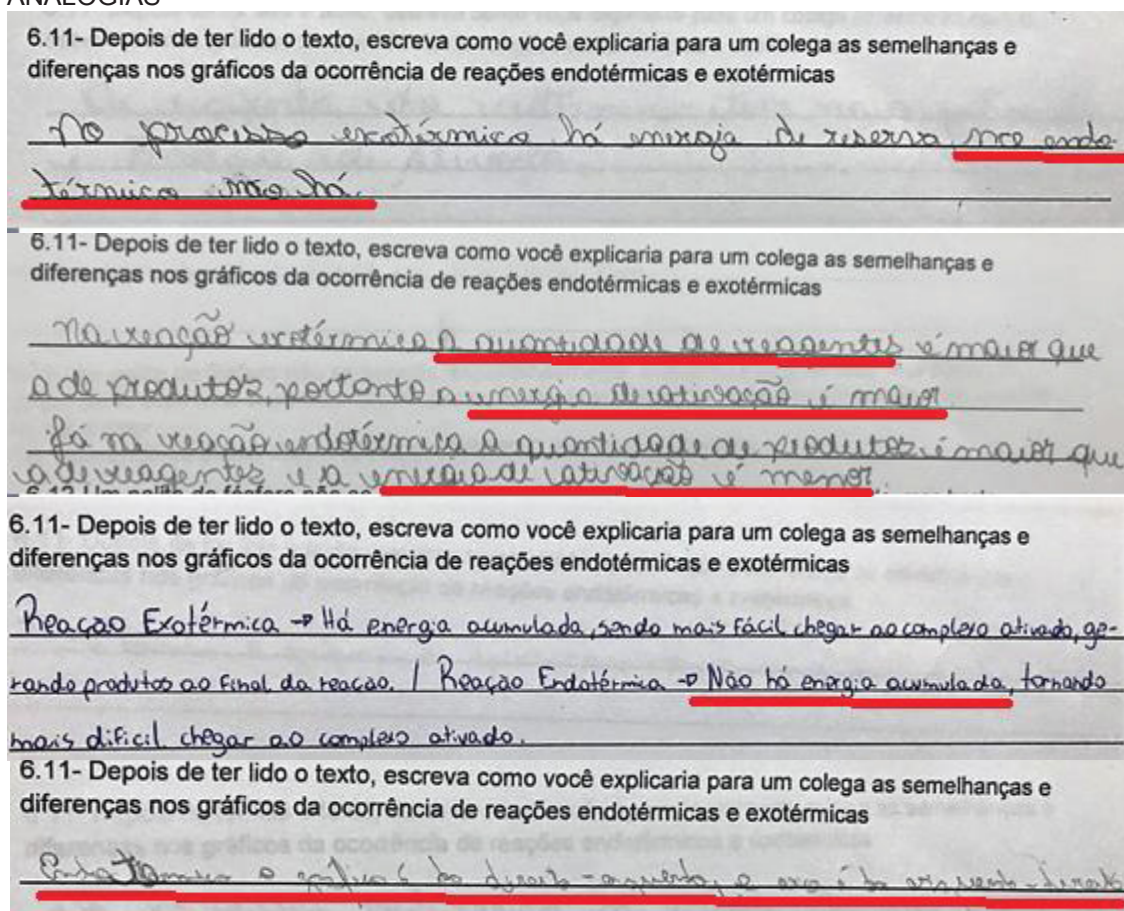 ANALOGIAS
6.11- Depois de ter lido o texto, escreva como você explicaria para um colega as semelhanças e
diferenças nos gráficos da ocorrência de reações endotérmicas e exotérmicas
No processo exotérmico há energia de reserva, no endo
térmico não há.
6.11- Depois de ter lido o texto, escreva como você explicaria para um colega as semelhanças e
diferenças nos gráficos da ocorrência de reações endotérmicas e exotérmicas
Na reação exotérmica a quantidade de reagentes é maior que
a de produtos, portanto a energia de ativação é maior
Já na reação endotérmica a quantidade de produtos é maior que
a de reagentes e a energia de ativação é menor
6.11- Depois de ter lido o texto, escreva como você explicaria para um colega as semelhanças e
diferenças nos gráficos da ocorrência de reações endotérmicas e exotérmicas
Reação Exotérmica → Há energia acumulada, sendo mais fácil chegar ao complexo ativado, ge-
rando produtos ao final da reação. / Reação Endotérmica → Não há energia acumulada, tornando
mais difícil chegar ao complexo ativado.
6.11- Depois de ter lido o texto, escreva como você explicaria para um colega as semelhanças e
diferenças nos gráficos da ocorrência de reações endotérmicas e exotérmicas
o gráfico é da direita-esquerda, e exo é da